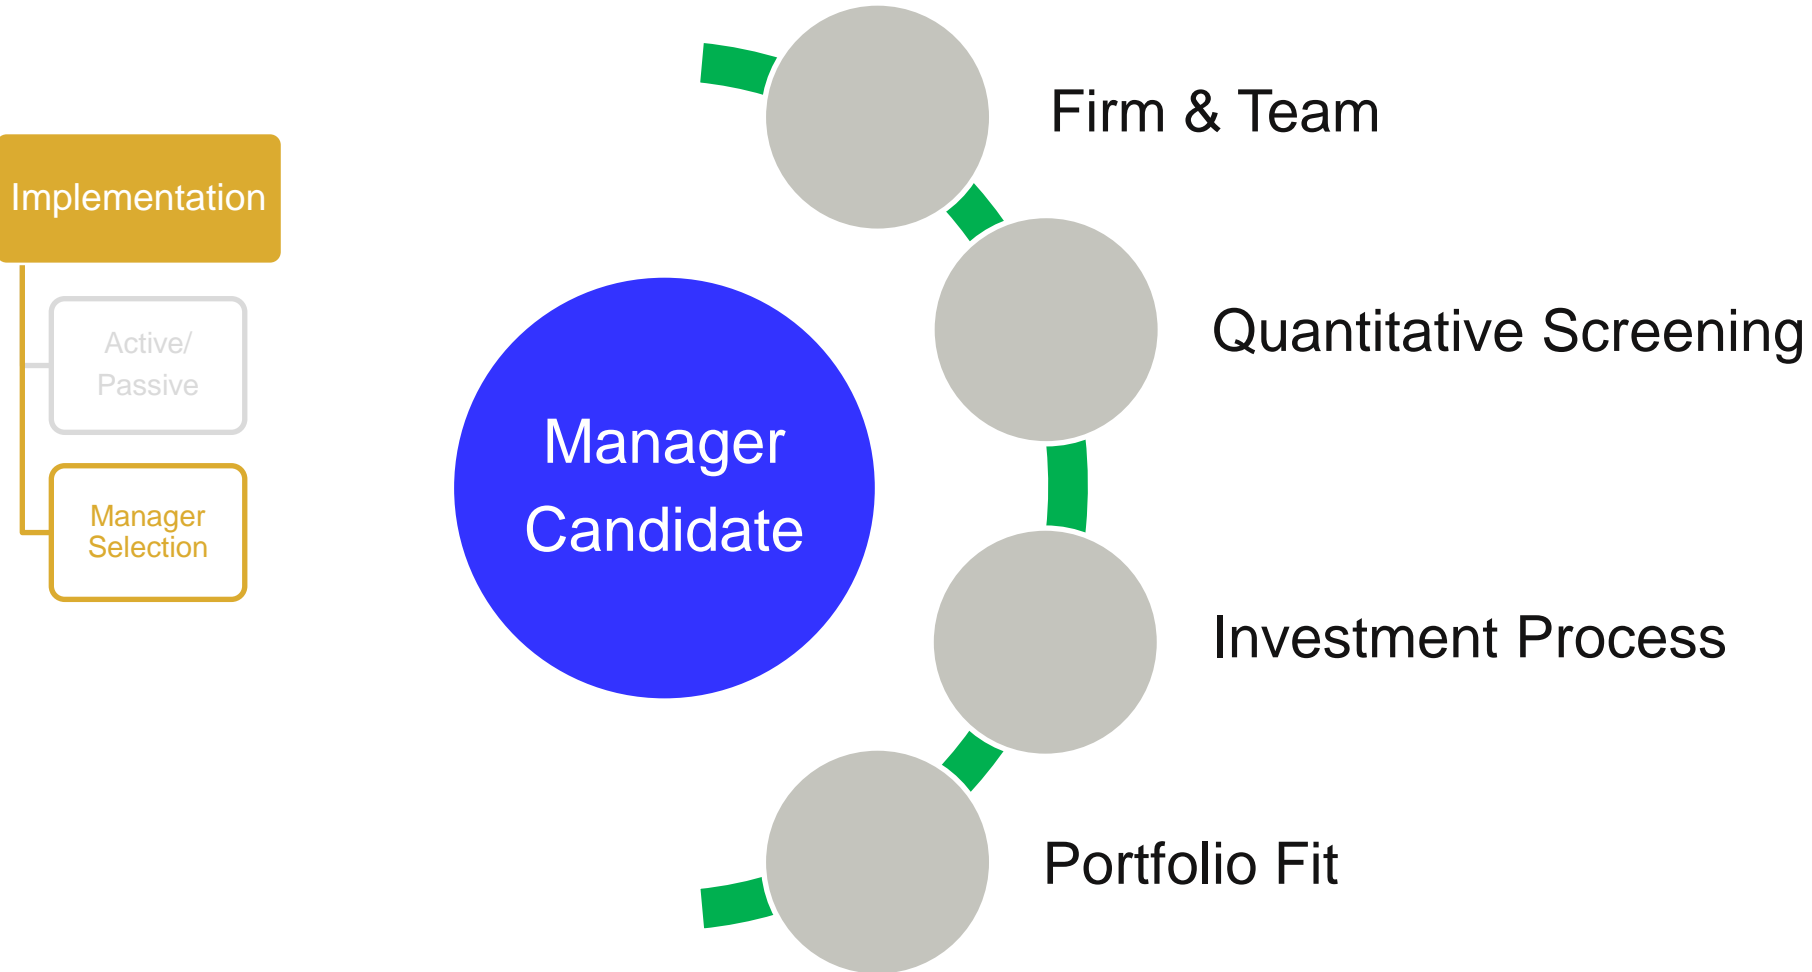 Implementation
Active/
Passive
Manager
Selection
Manager
Candidate
Firm & Team
Quantitative Screening
Investment Process
Portfolio Fit